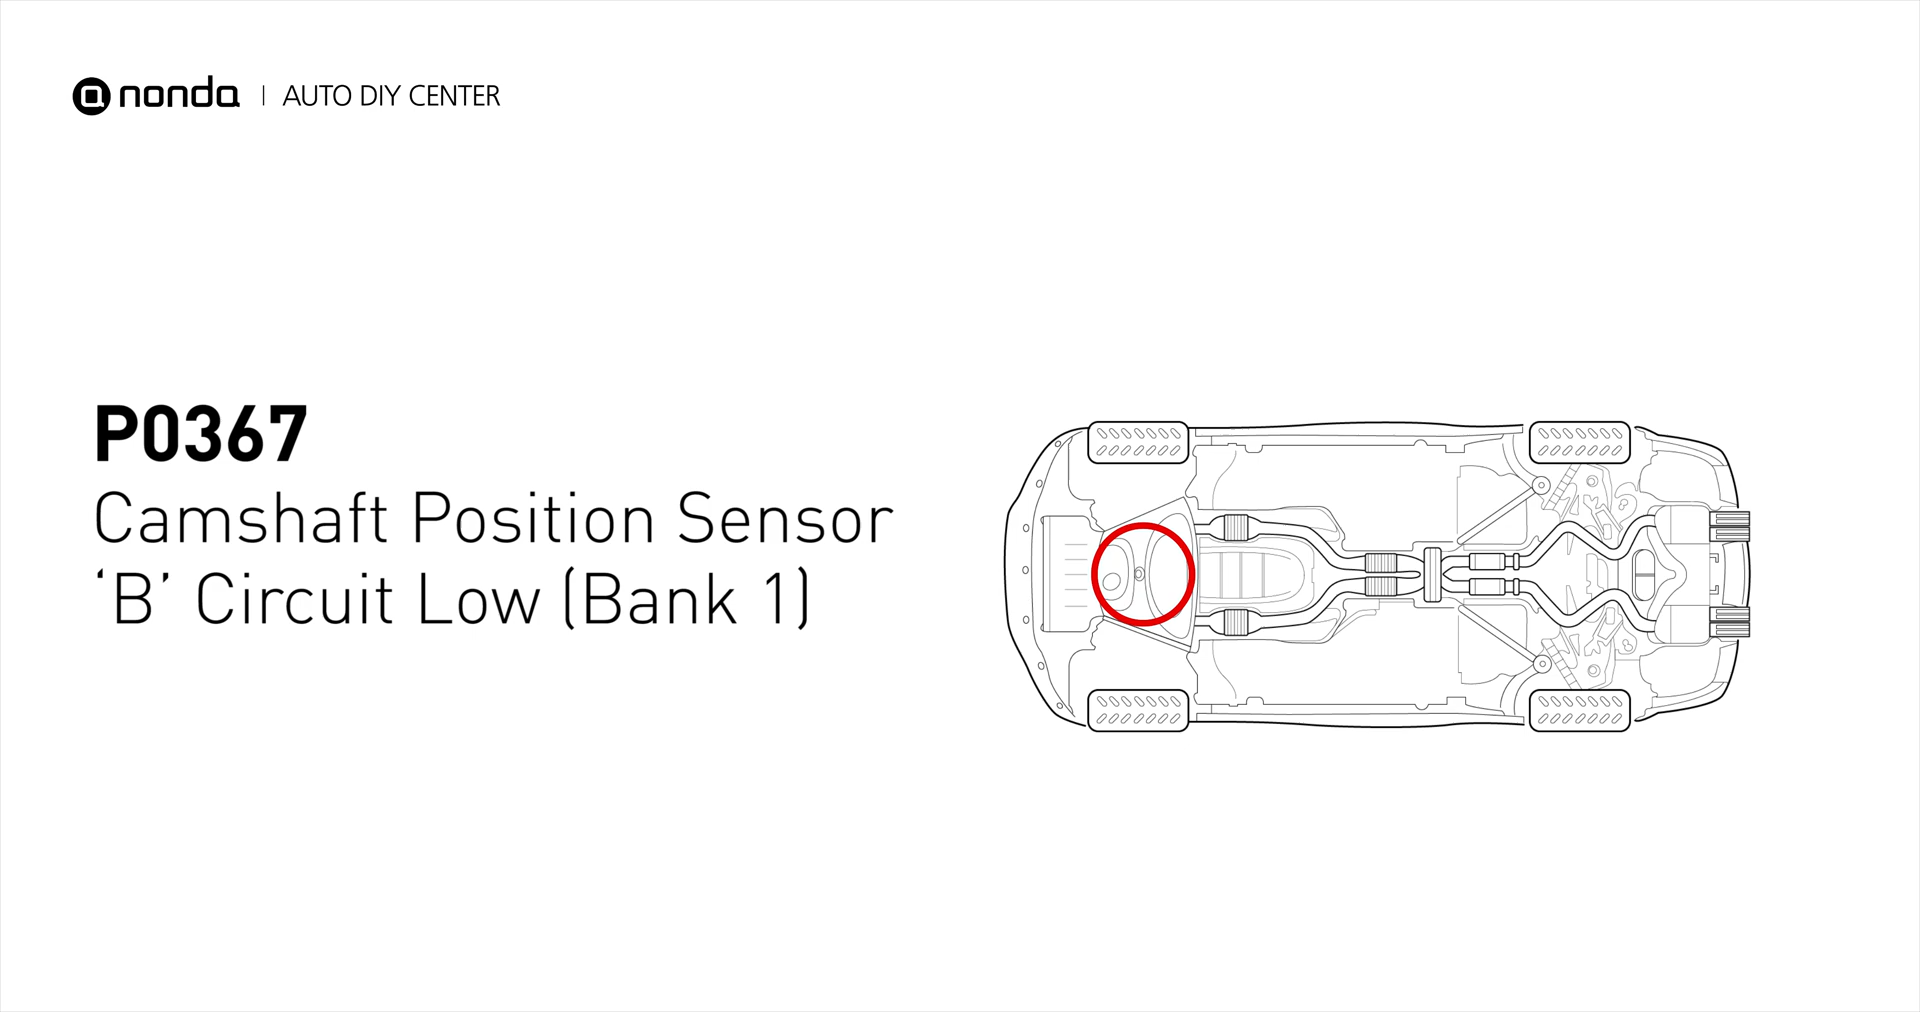 nonda | AUTO DIY CENTER
P0367
Camshaft Position Sensor
‘B’ Circuit Low (Bank 1)